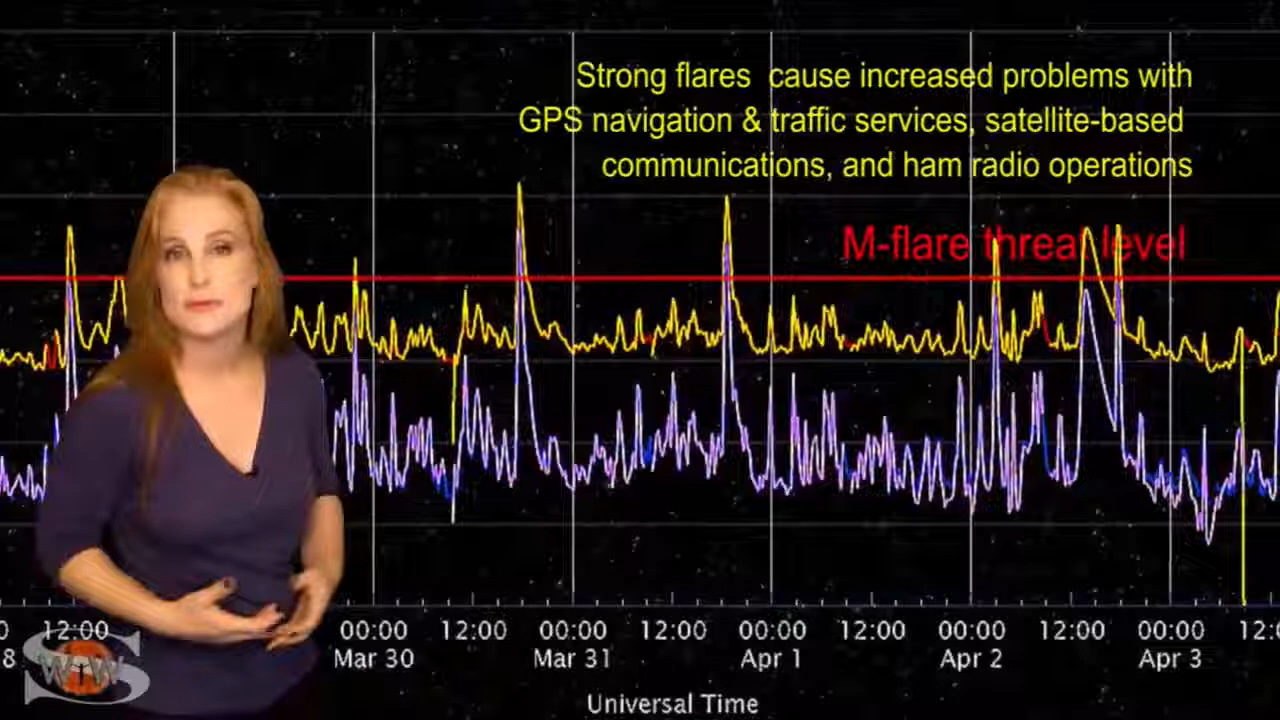 Strong flares cause increased problems with
GPS navigation & traffic services, satellite-based
communications, and ham radio operations
M-flare threat level
12:00 00:00 12:00 00:00 12:00 00:00 12:00 00:00 12:00 00:00
8 Mar 30 Mar 31 Apr 1 Apr 2 Apr 3
Universal Time